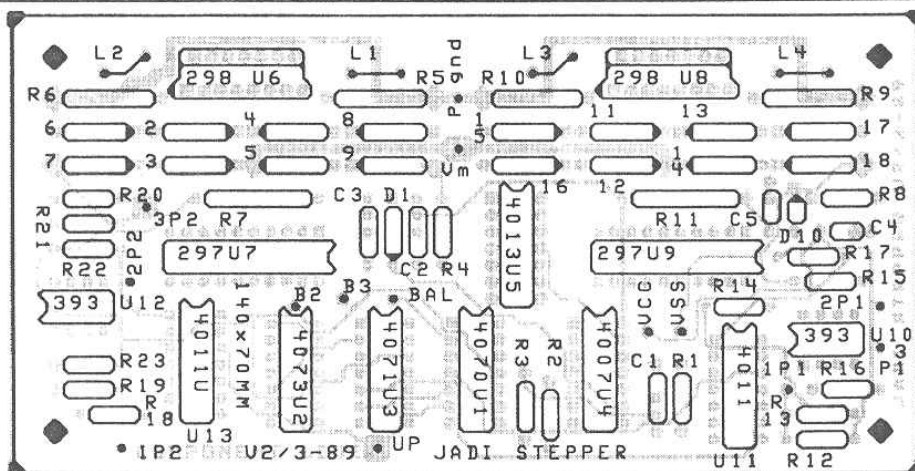 L2 L1 pwg L3 L4
298 U6 298 U8
R6 R5 R10 R9
P
6 2 4 8 1 5 11 13 17
7 3 5 9 Vm 16 12 1 4 18
R20 C3 D1 R8
3P2 R7 R11 C5 C4
R21 4013U5 D10
R22 2P2 297U7 C2 R4 297U9 R17
R15
393 U12 B2 B3 BAL R14 2P1
140x70MM VCC VSS
4011U 4073U2 4071U3 4070U1 4007U4 4011 393 U10
R3 R2 3
R23 C1 R1 1P1 R16 P1
R19
R 18 R 13
U13 UP U11 R12
1P2 V2/3-89 JADI STEPPER